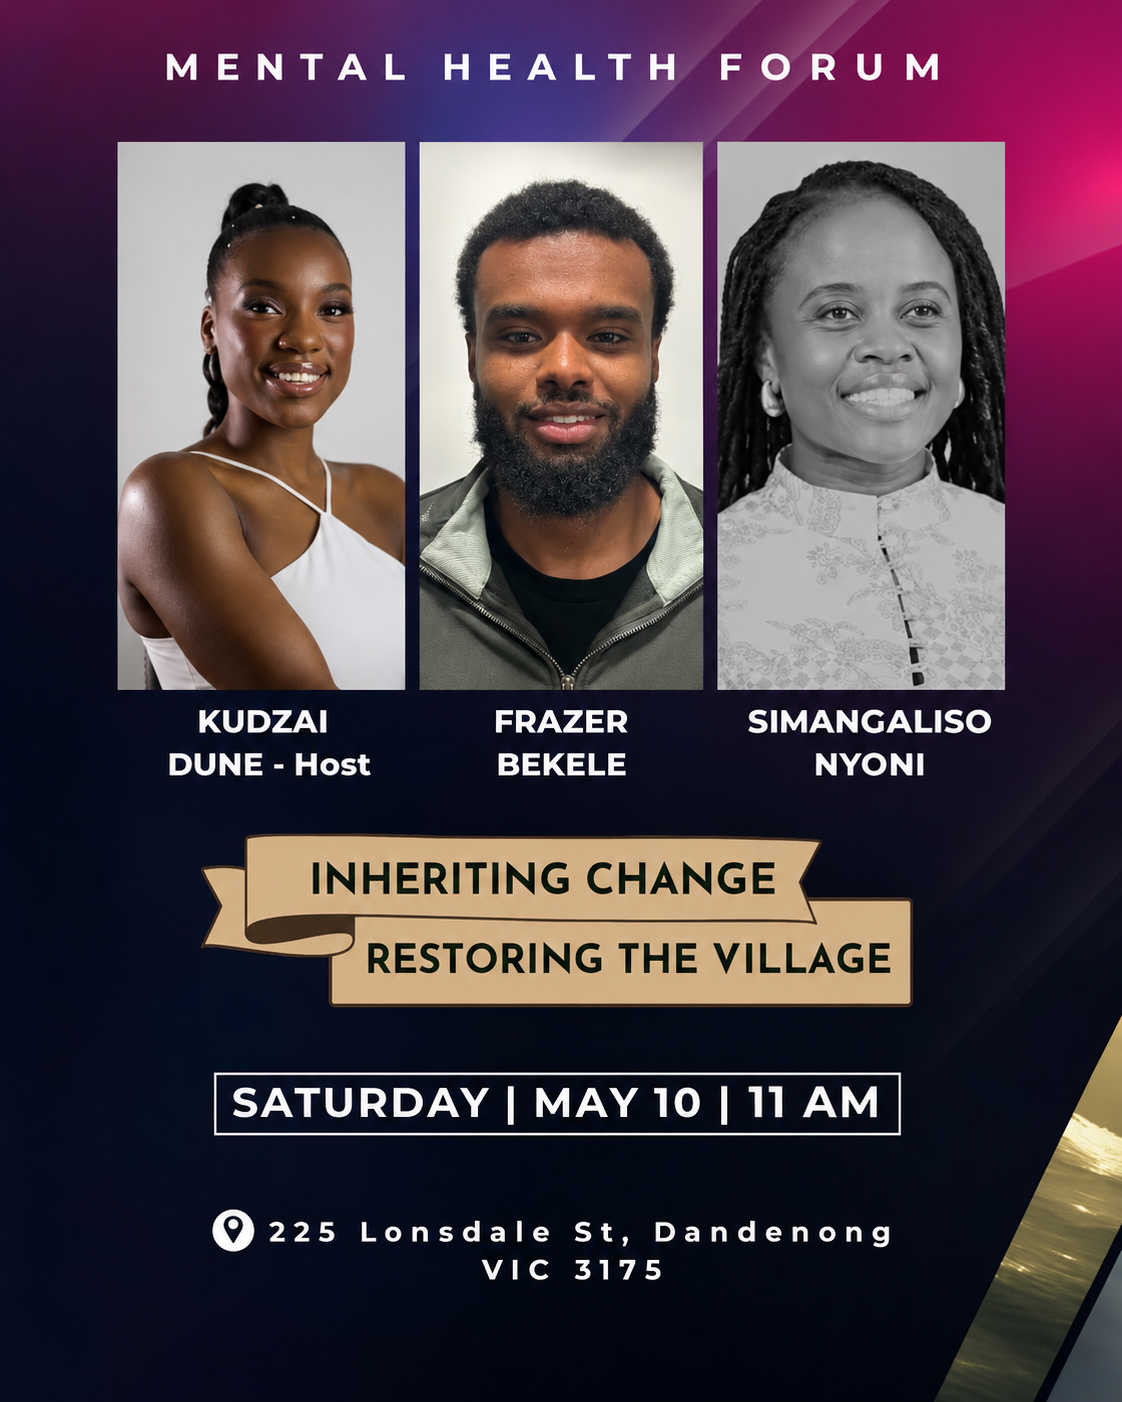 MENTAL HEALTH FORUM
KUDZAI
DUNE - Host
FRAZER
BEKELE
SIMANGALISO
NYONI
INHERITING CHANGE
RESTORING THE VILLAGE
SATURDAY | MAY 10 | 11 AM
225 Lonsdale St, Dandenong
VIC 3175